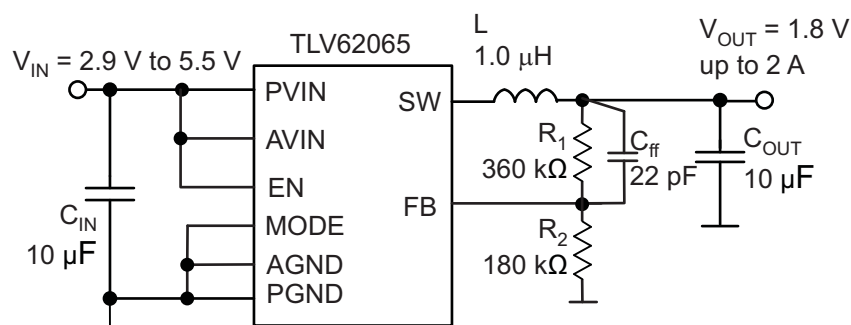 TLV62065
V_IN = 2.9 V to 5.5 V
L
1.0 μH
V_OUT = 1.8 V
up to 2 A
PVIN
SW
AVIN
EN
FB
MODE
AGND
PGND
C_IN
10 µF
R_1
360 kΩ
C_ff
22 pF
C_OUT
10 µF
R_2
180 kΩ